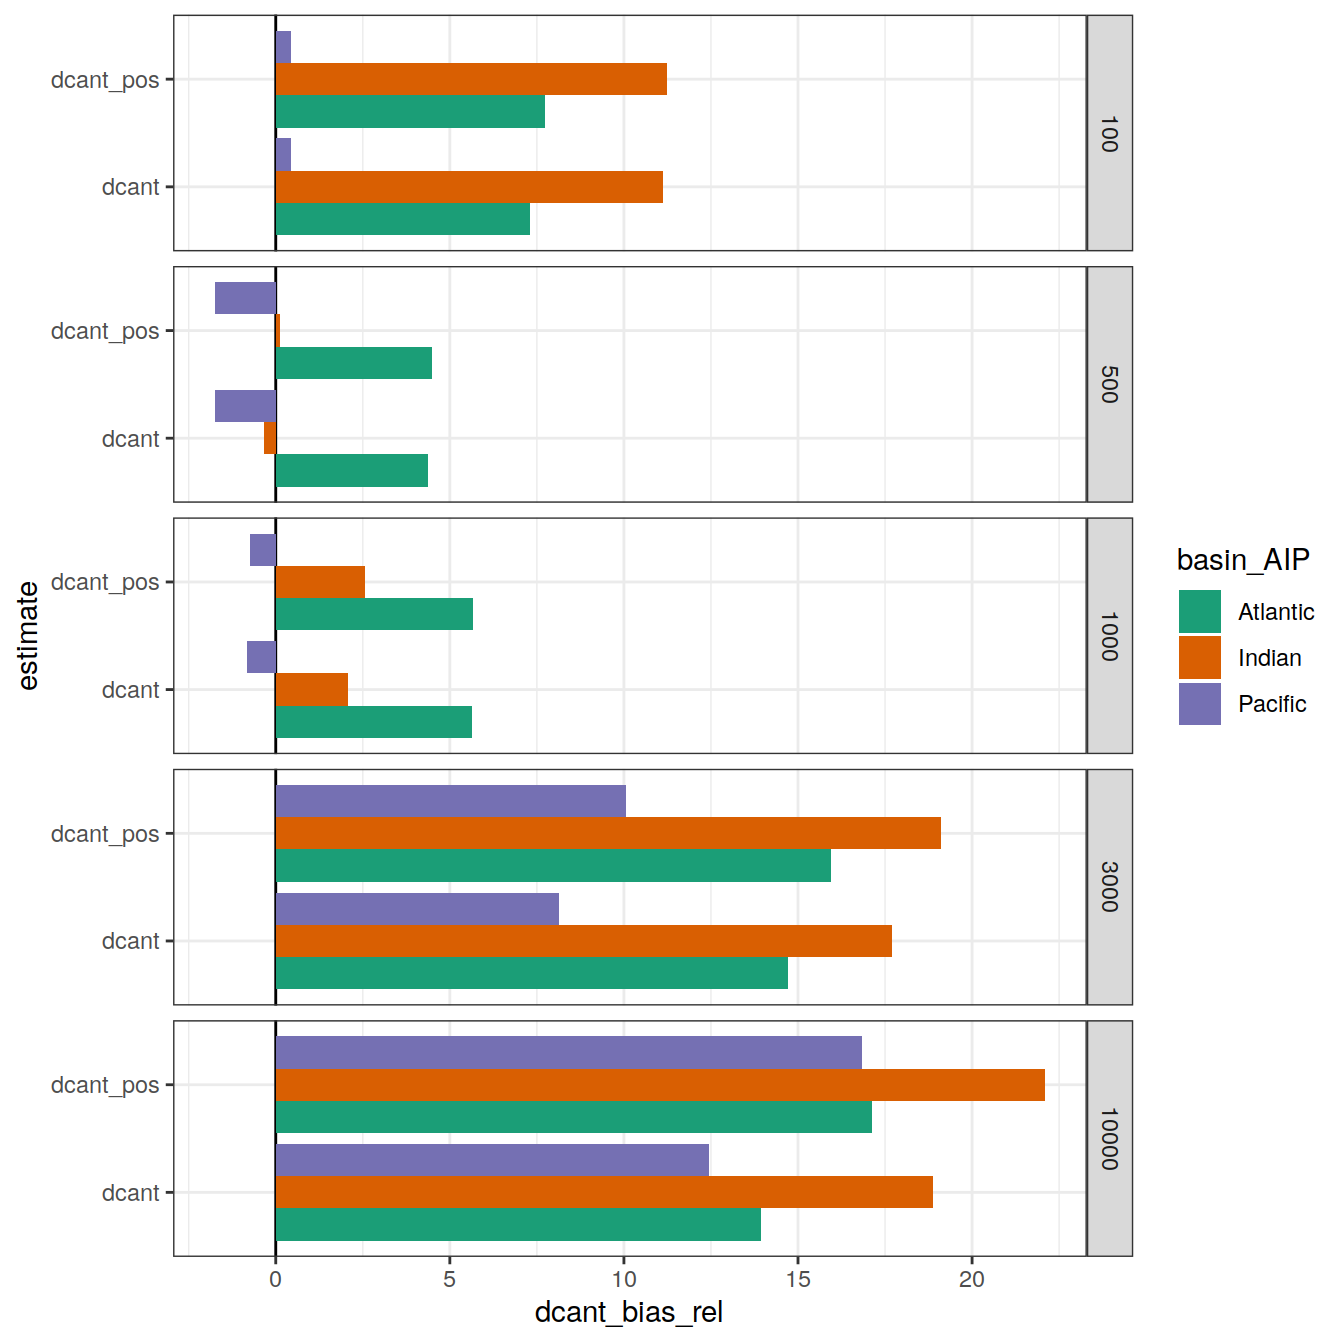 dcant_pos
dcant
100
dcant_pos
dcant
500
dcant_pos
dcant
1000
dcant_pos
dcant
3000
dcant_pos
dcant
10000
0 5 10 15 20
dcant_bias_rel
estimate
basin_AIP
Atlantic
Indian
Pacific